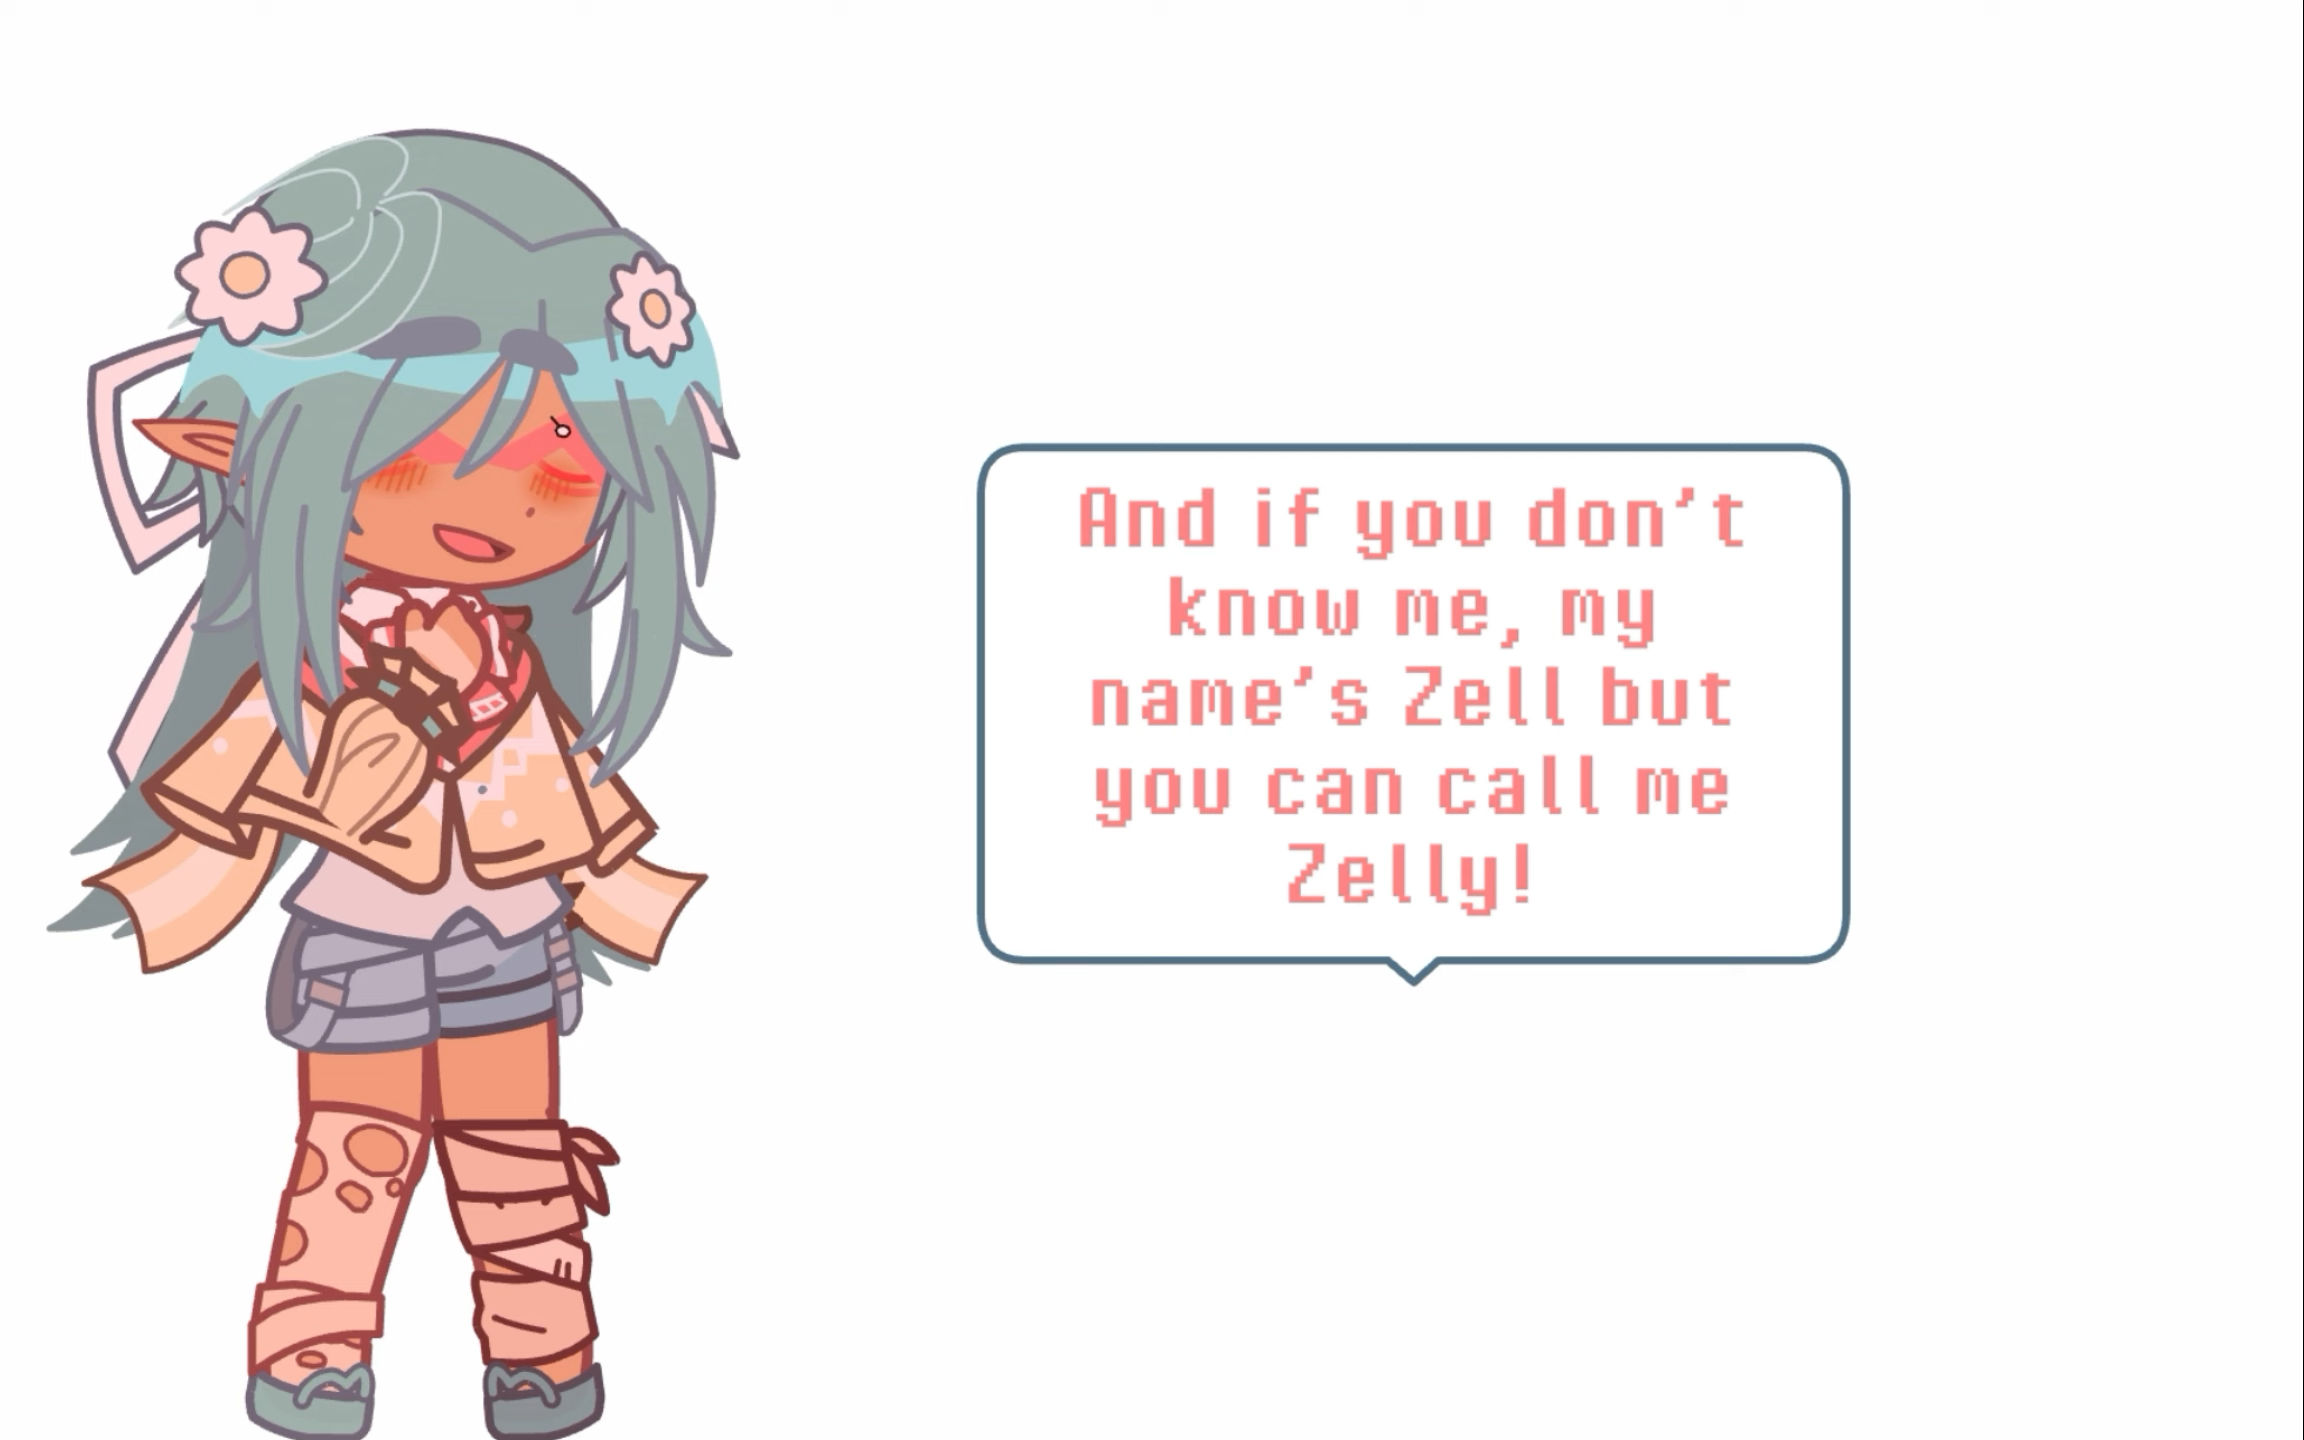 And if you don't
know me, my
name's Zell but
you can call me
Zelly!